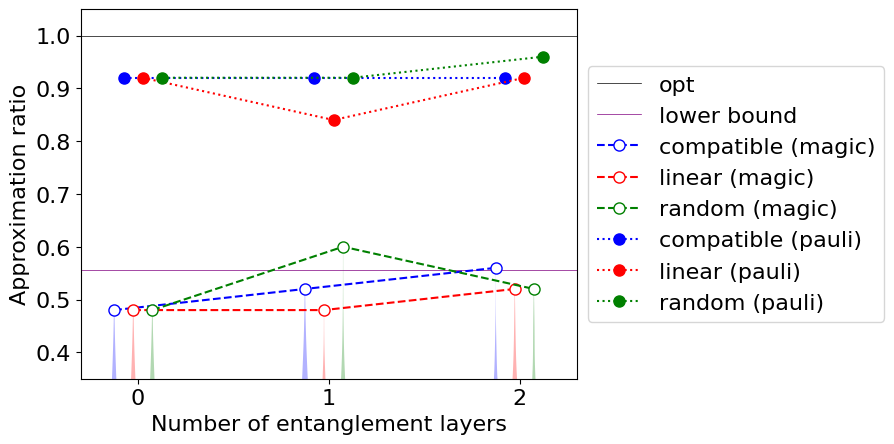 1.0
0.9
0.8
0.7
0.6
0.5
0.4
Approximation ratio
0 1 2
Number of entanglement layers
opt
lower bound
compatible (magic)
linear (magic)
random (magic)
compatible (pauli)
linear (pauli)
random (pauli)